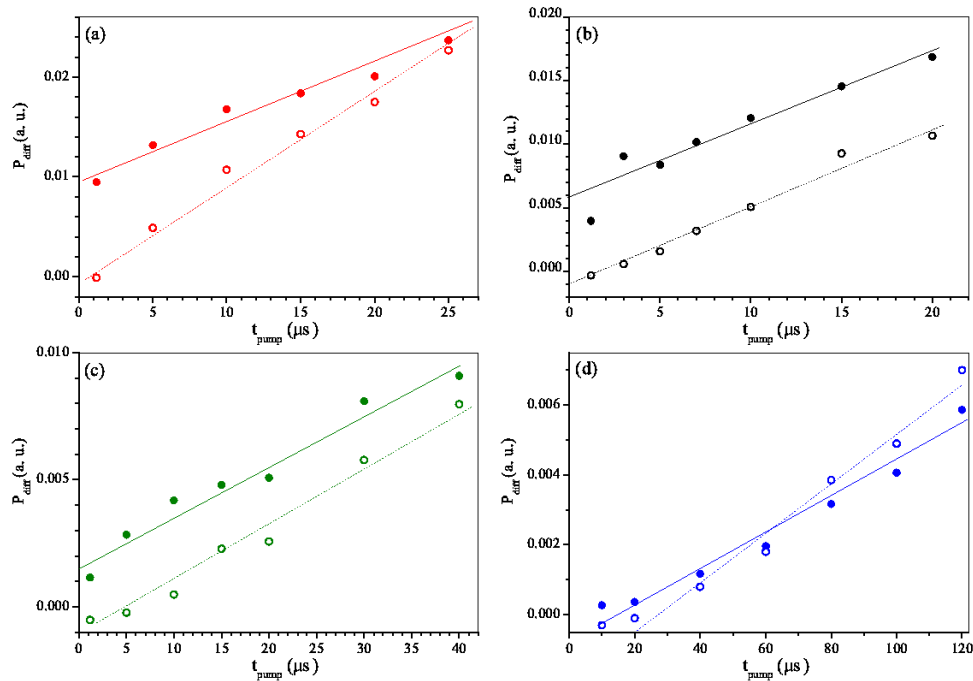 (a)
0.02
0.01
0.00
P_diff (a. u.)
5 10 15 20 25
t_pump (μs)
(b)
0.020
0.015
0.010
0.005
0.000
P_diff (a. u.)
0 5 10 15 20
t_pump (μs)
(c)
0.010
0.005
0.000
P_diff (a. u.)
5 10 15 20 25 30 35 40
t_pump (μs)
(d)
0.006
0.004
0.002
0.000
P_diff (a. u.)
0 20 40 60 80 100 120
t_pump (μs)